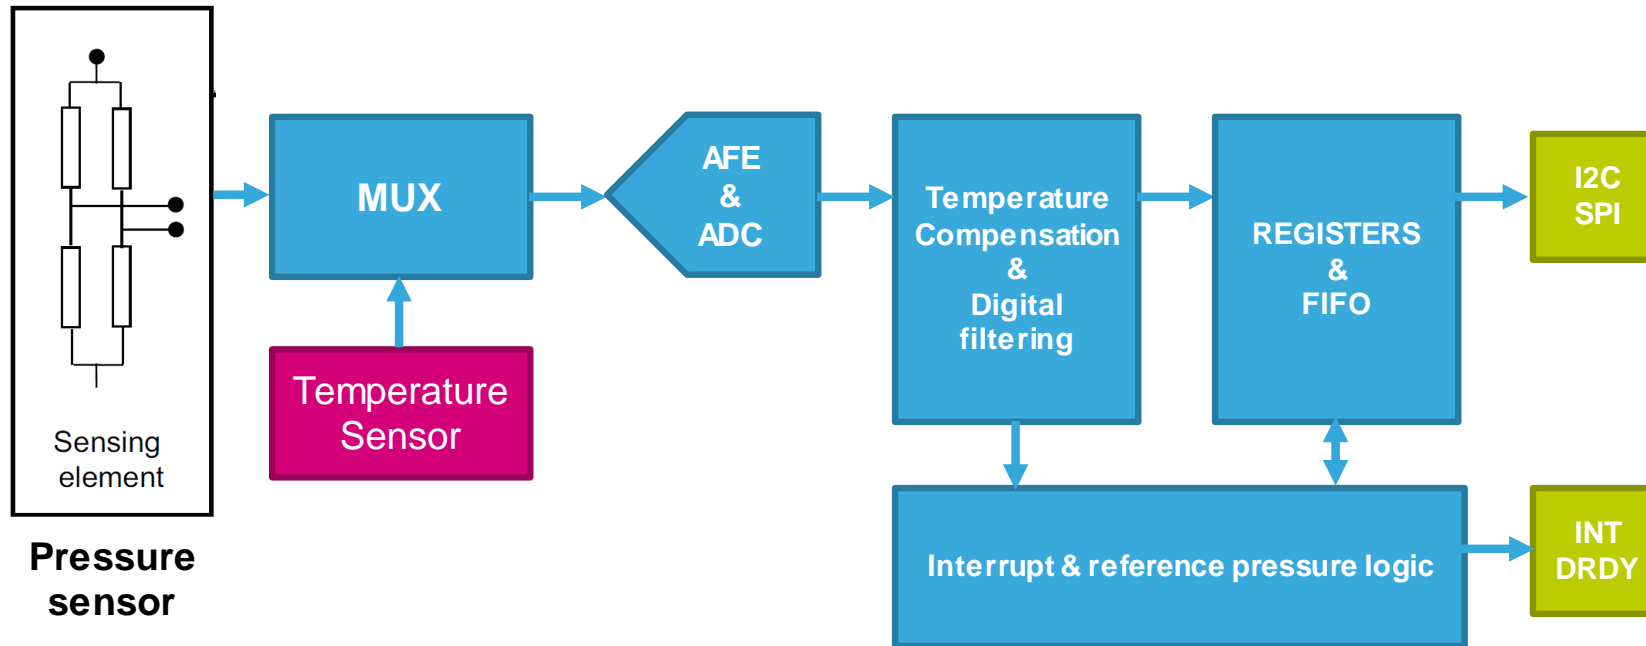 Sensing
element
Pressure
sensor
MUX
Temperature
Sensor
AFE
&
ADC
Temperature
Compensation
&
Digital
filtering
REGISTERS
&
FIFO
I2C
SPI
Interrupt & reference pressure logic
INT
DRDY